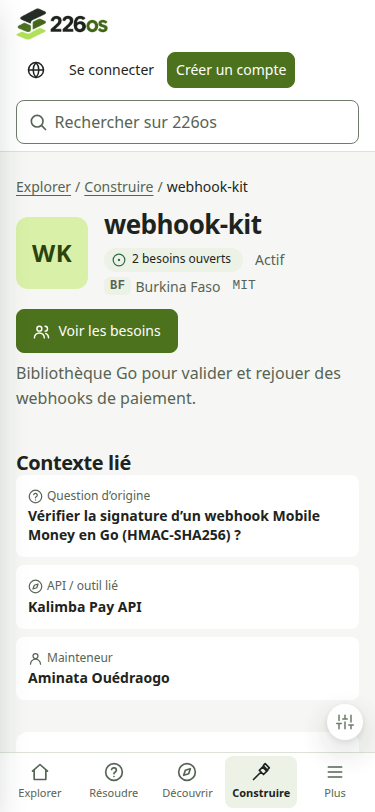 226os
Se connecter
Créer un compte
Rechercher sur 226os
Explorer / Construire / webhook-kit
WK
webhook-kit
2 besoins ouverts
Actif
BF Burkina Faso MIT
Voir les besoins
Bibliothèque Go pour valider et rejouer des
webhooks de paiement.
Contexte lié
Question d'origine
Vérifier la signature d'un webhook Mobile
Money en Go (HMAC-SHA256) ?
API / outil lié
Kalimba Pay API
Mainteneur
Aminata Ouédraogo
Explorer
Résoudre
Découvrir
Construire
Plus